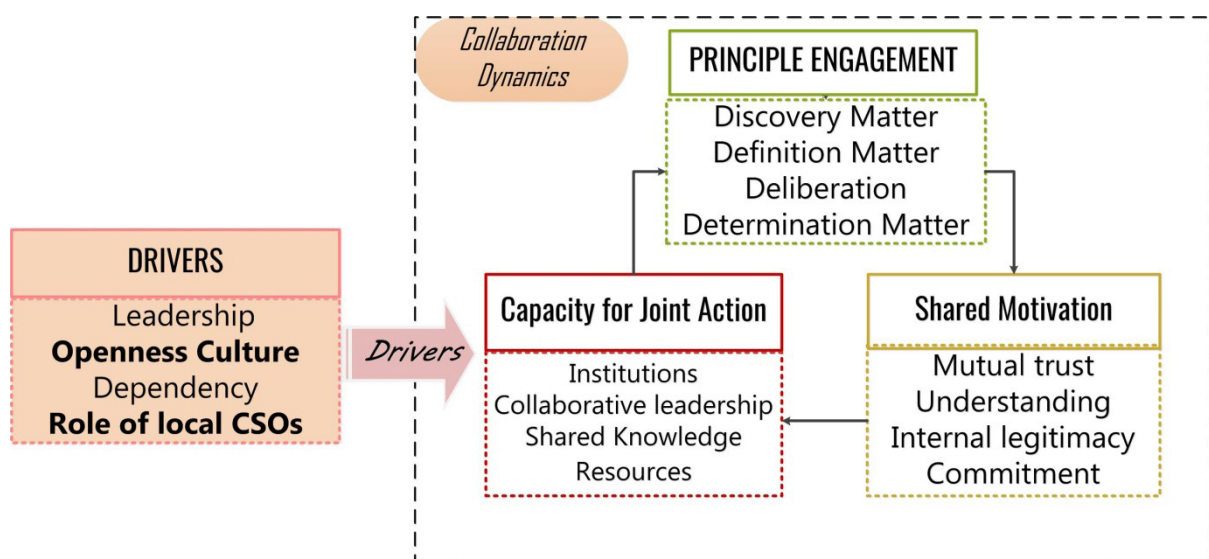 Collaboration
Dynamics
PRINCIPLE ENGAGEMENT
Discovery Matter
Definition Matter
Deliberation
Determination Matter
DRIVERS
Leadership
Openness Culture
Dependency
Role of local CSOs
Drivers
Capacity for Joint Action
Institutions
Collaborative leadership
Shared Knowledge
Resources
Shared Motivation
Mutual trust
Understanding
Internal legitimacy
Commitment